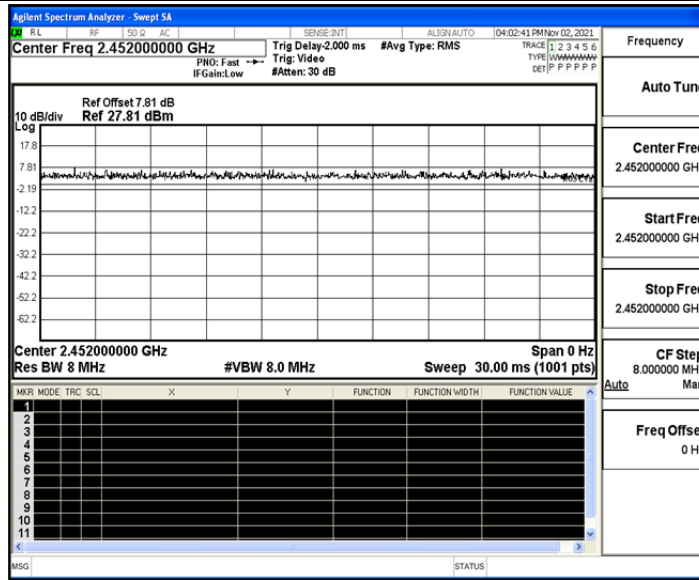 Agilent Spectrum Analyzer - Swept SA
RL RF 50 Ω AC SENSE:INT ALIGN AUTO 04:02:41 PM Nov 02, 2021
Center Freq 2.452000000 GHz
PNO: Fast
IFGain:Low
Trig Delay-2.000 ms
Trig: Video
#Atten: 30 dB
#Avg Type: RMS
TRACE 1 2 3 4 5 6
TYPE
DET P P P P P P
Frequency
Auto Tun
Center Fre
2.452000000 GH
Start Fre
2.452000000 GH
Stop Fre
2.452000000 GH
CF Ste
8.000000 MH
Auto Ma
Freq Offse
0 H
Ref Offset 7.81 dB
10 dB/div Ref 27.81 dBm
Log
17.8
7.81
-2.19
-12.2
-22.2
-32.2
-42.2
-52.2
-62.2
Center 2.452000000 GHz Span 0 Hz
Res BW 8 MHz #VBW 8.0 MHz Sweep 30.00 ms (1001 pts)
MKR MODE TRC SCL X Y FUNCTION FUNCTION WIDTH FUNCTION VALUE
1
2
3
4
5
6
7
8
9
10
11
MSG STATUS